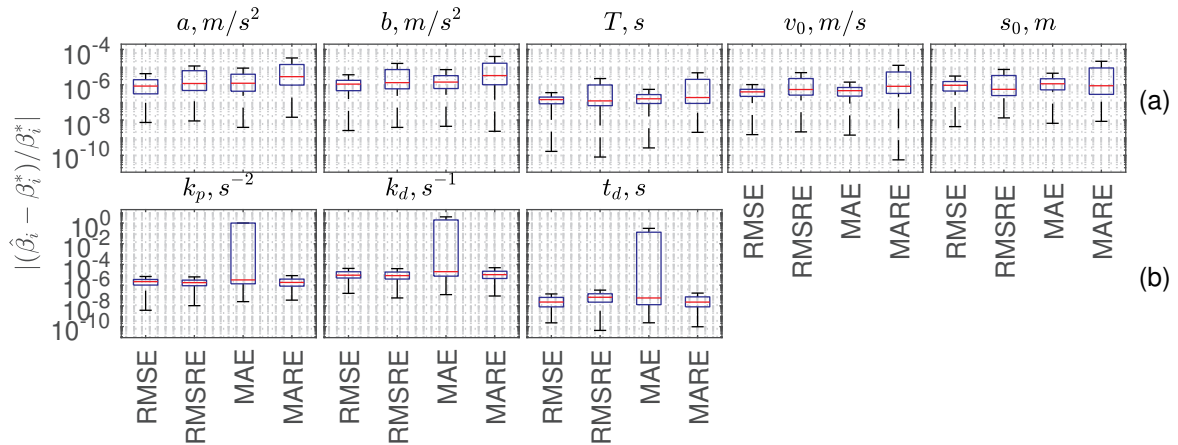 a, m/s² b, m/s² T, s v₀, m/s s₀, m
10⁻⁴
10⁻⁶
10⁻⁸
10⁻¹⁰
(a)
|(β̂ᵢ − βᵢ*)/βᵢ*|
kₚ, s⁻² k_d, s⁻¹ t_d, s
10⁰
10⁻²
10⁻⁴
10⁻⁶
10⁻⁸
10⁻¹⁰
(b)
RMSE RMSRE MAE MARE RMSE RMSRE MAE MARE
RMSE RMSRE MAE MARE RMSE RMSRE MAE MARE RMSE RMSRE MAE MARE